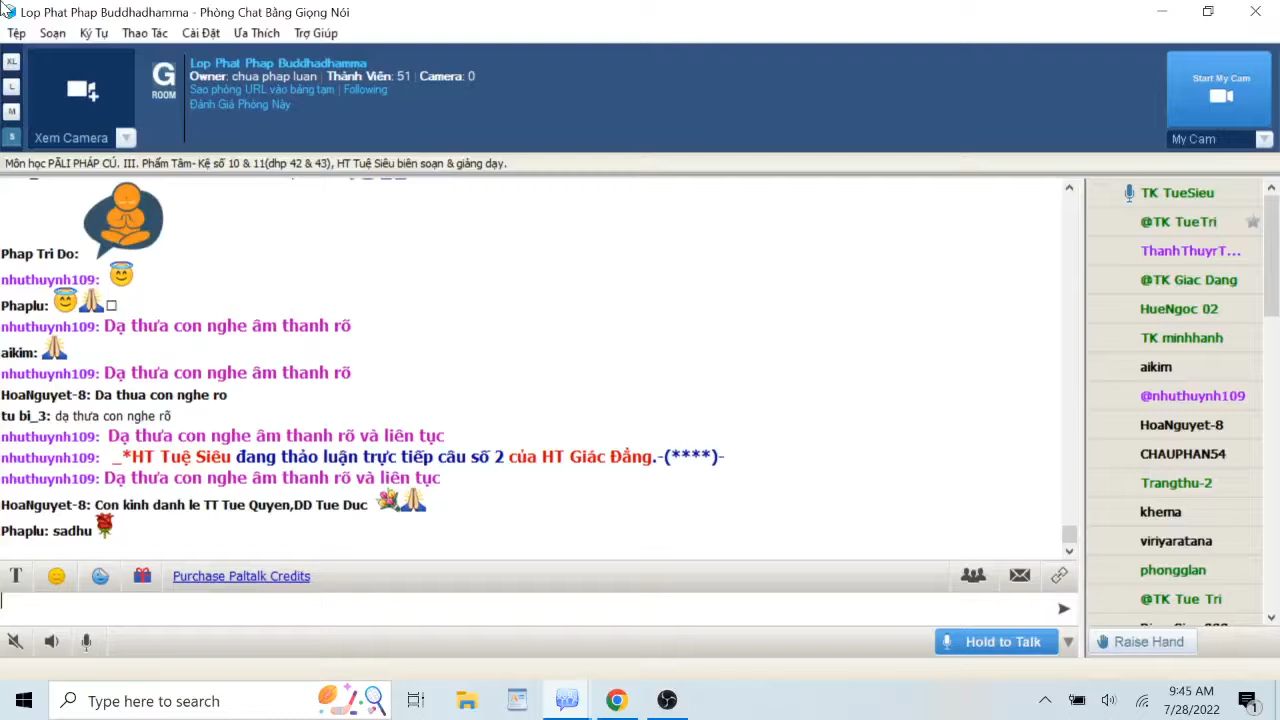 Lop Phat Phap Buddhadhamma - Phòng Chat Bằng Giọng Nói
Tệp Soạn Ký Tự Thao Tác Cài Đặt Ưa Thích Trợ Giúp
XL
L
M
S
Xem Camera
G
ROOM
Lop Phat Phap Buddhadhamma
Owner: chua phap luan | Thành Viên: 51 | Camera: 0
Sao phòng URL vào bảng tạm | Following
Đánh Giá Phòng Này
Start My Cam
My Cam
Môn học PĀLI PHÁP CÚ. III. Phẩm Tâm- Kệ số 10 & 11(dhp 42 & 43), HT Tuệ Siêu biên soạn & giảng dạy.
Phap Tri Do:
nhuthuynh109:
Phaplu:
nhuthuynh109: Dạ thưa con nghe âm thanh rõ
aikim:
nhuthuynh109: Dạ thưa con nghe âm thanh rõ
HoaNguyet-8: Da thua con nghe ro
tu bi_3: dạ thưa con nghe rõ
nhuthuynh109: Dạ thưa con nghe âm thanh rõ và liên tục
nhuthuynh109: _*HT Tuệ Siêu đang thảo luận trực tiếp câu số 2 của HT Giác Đẳng.-(****)-
nhuthuynh109: Dạ thưa con nghe âm thanh rõ và liên tục
HoaNguyet-8: Con kinh danh le TT Tue Quyen,DD Tue Duc
Phaplu: sadhu
TK TueSieu
@TK TueTri
ThanhThuyrT...
@TK Giac Dang
HueNgoc 02
TK minhhanh
aikim
@nhuthuynh109
HoaNguyet-8
CHAUPHAN54
Trangthu-2
khema
viriyaratana
phongglan
@TK Tue Tri
T
Purchase Paltalk Credits
Hold to Talk
Raise Hand
Type here to search
9:45 AM
7/28/2022
1